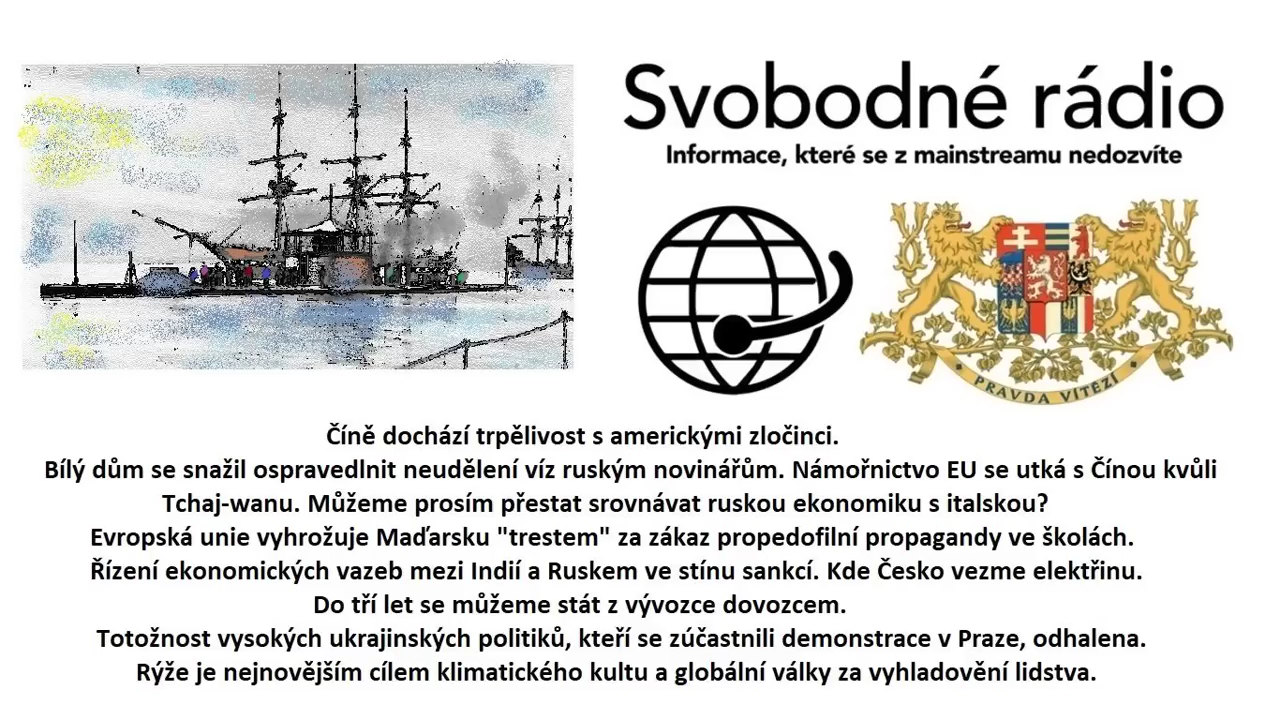 Svobodné rádio
Informace, které se z mainstreamu nedozvíte
PRAVDA VÍTĚZÍ
Číně dochází trpělivost s americkými zločinci.
Bílý dům se snažil ospravedlnit neudělení víz ruským novinářům. Námořnictvo EU se utká s Čínou kvůli
Tchaj-wanu. Můžeme prosím přestat srovnávat ruskou ekonomiku s italskou?
Evropská unie vyhrožuje Maďarsku "trestem" za zákaz propedofilní propagandy ve školách.
Řízení ekonomických vazeb mezi Indií a Ruskem ve stínu sankcí. Kde Česko vezme elektřinu.
Do tří let se můžeme stát z vývozce dovozcem.
Totožnost vysokých ukrajinských politiků, kteří se zúčastnili demonstrace v Praze, odhalena.
Rýže je nejnovějším cílem klimatického kultu a globální války za vyhladovění lidstva.